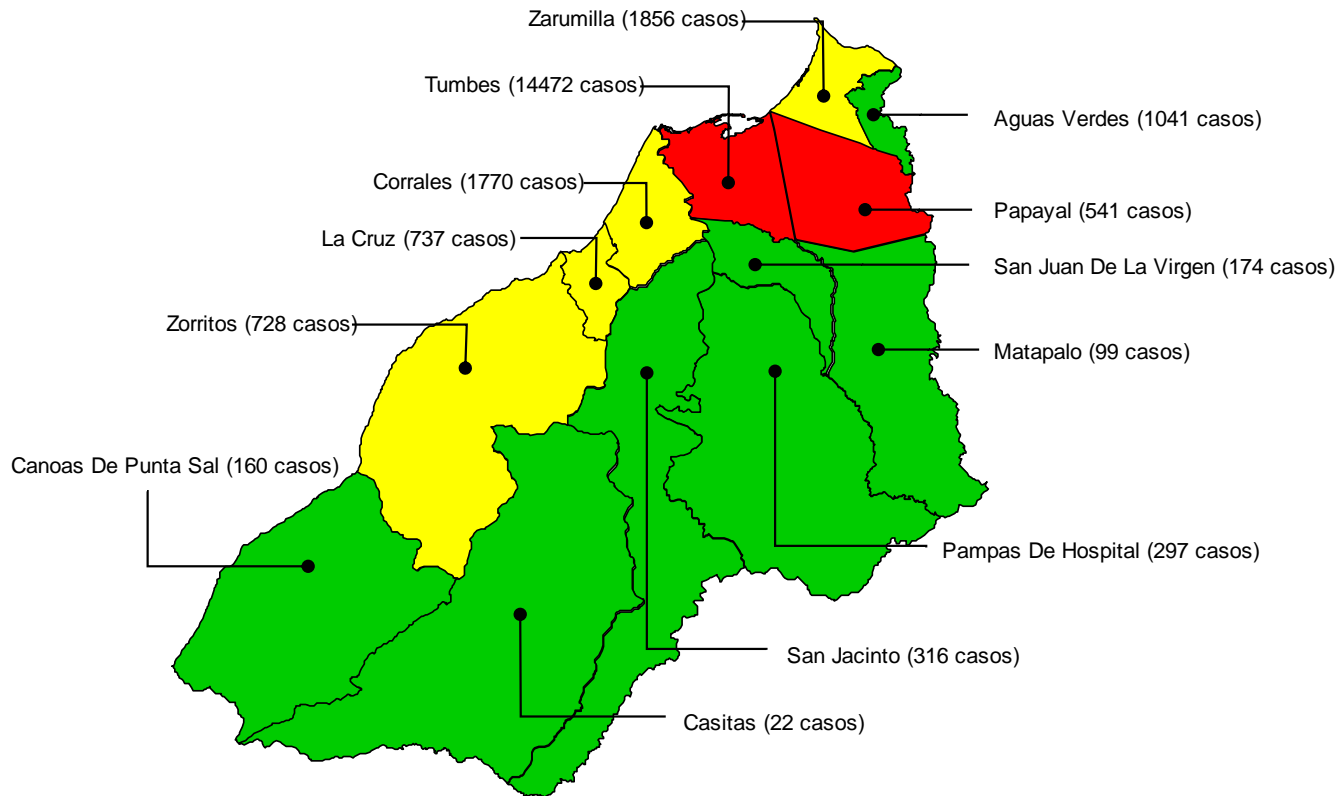 Zarumilla (1856 casos)
Tumbes (14472 casos)
Aguas Verdes (1041 casos)
Corrales (1770 casos)
Papayal (541 casos)
La Cruz (737 casos)
San Juan De La Virgen (174 casos)
Zorritos (728 casos)
Matapalo (99 casos)
Canoas De Punta Sal (160 casos)
Pampas De Hospital (297 casos)
San Jacinto (316 casos)
Casitas (22 casos)